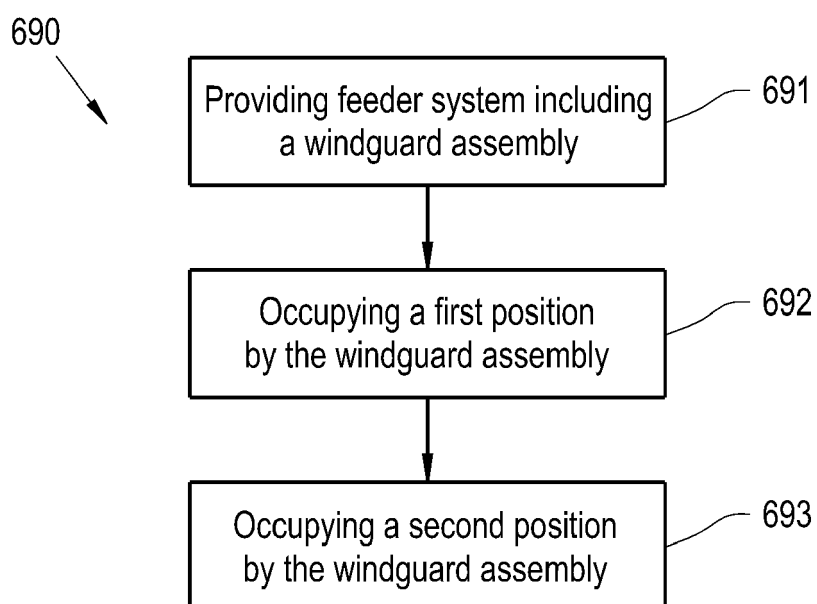 690
Providing feeder system including
a windguard assembly
691
Occupying a first position
by the windguard assembly
692
Occupying a second position
by the windguard assembly
693